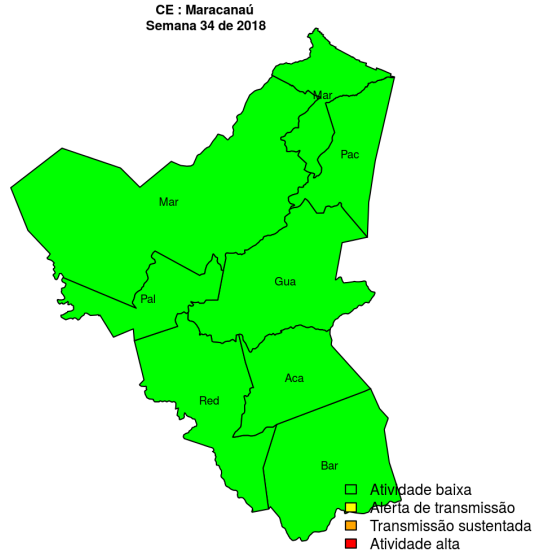 CE : Maracanaú
Semana 34 de 2018
Mar
Pac
Mar
Gua
Pal
Aca
Red
Bar
Atividade baixa
Alerta de transmissão
Transmissão sustentada
Atividade alta